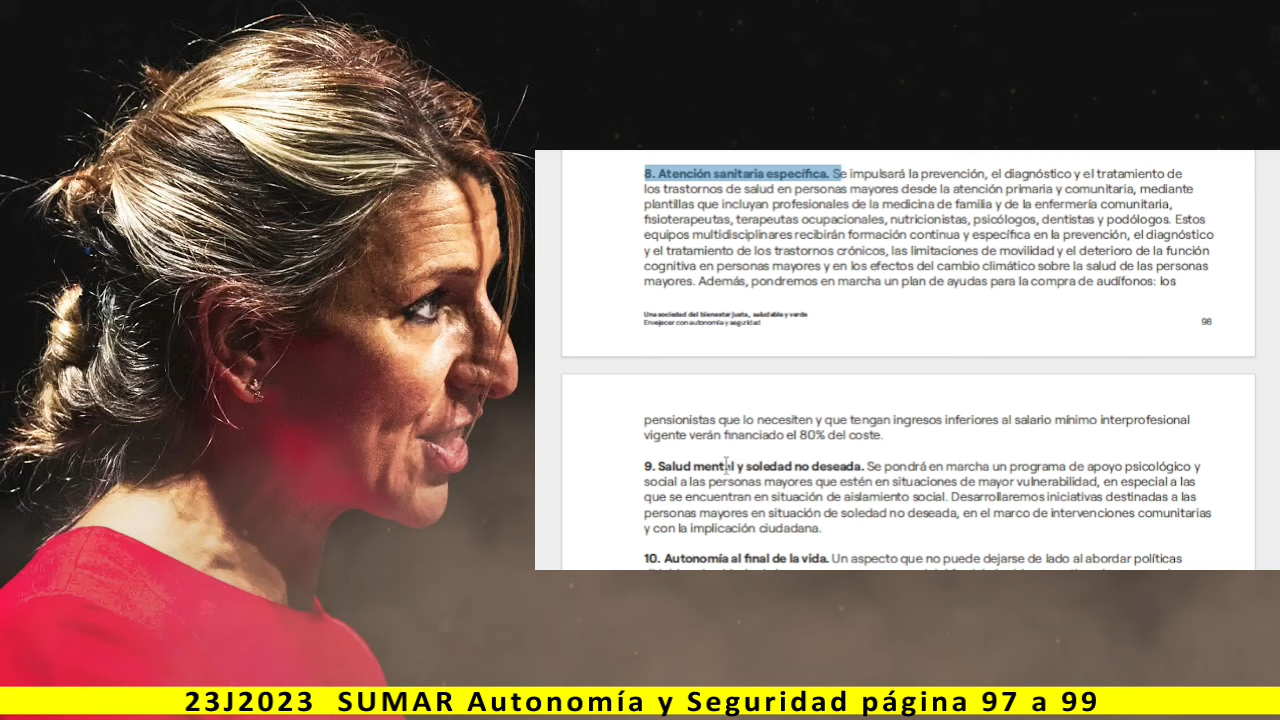 8. Atención sanitaria específica. Se impulsará la prevención, el diagnóstico y el tratamiento de
los trastornos de salud en personas mayores desde la atención primaria y comunitaria, mediante
plantillas que incluyan profesionales de la medicina de familia y de la enfermería comunitaria,
fisioterapeutas, terapeutas ocupacionales, nutricionistas, psicólogos, dentistas y podólogos. Estos
equipos multidisciplinares recibirán formación continua y específica en la prevención, el diagnóstico
y el tratamiento de los trastornos crónicos, las limitaciones de movilidad y el deterioro de la función
cognitiva en personas mayores y en los efectos del cambio climático sobre la salud de las personas
mayores. Además, pondremos en marcha un plan de ayudas para la compra de audífonos: los
Una sociedad del bienestar justa, saludable y verde
Envejecer con autonomía y seguridad
98
pensionistas que lo necesiten y que tengan ingresos inferiores al salario mínimo interprofesional
vigente verán financiado el 80% del coste.
9. Salud mental y soledad no deseada. Se pondrá en marcha un programa de apoyo psicológico y
social a las personas mayores que estén en situaciones de mayor vulnerabilidad, en especial a las
que se encuentran en situación de aislamiento social. Desarrollaremos iniciativas destinadas a las
personas mayores en situación de soledad no deseada, en el marco de intervenciones comunitarias
y con la implicación ciudadana.
10. Autonomía al final de la vida. Un aspecto que no puede dejarse de lado al abordar políticas
23J2023 SUMAR Autonomía y Seguridad página 97 a 99